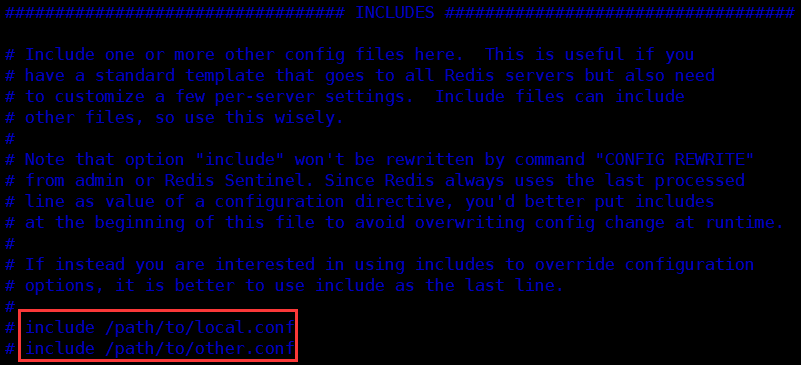 ################################## INCLUDES ###################################
# Include one or more other config files here.  This is useful if you
# have a standard template that goes to all Redis servers but also need
# to customize a few per-server settings.  Include files can include
# other files, so use this wisely.
#
# Note that option "include" won't be rewritten by command "CONFIG REWRITE"
# from admin or Redis Sentinel. Since Redis always uses the last processed
# line as value of a configuration directive, you'd better put includes
# at the beginning of this file to avoid overwriting config change at runtime.
#
# If instead you are interested in using includes to override configuration
# options, it is better to use include as the last line.
#
# include /path/to/local.conf
# include /path/to/other.conf